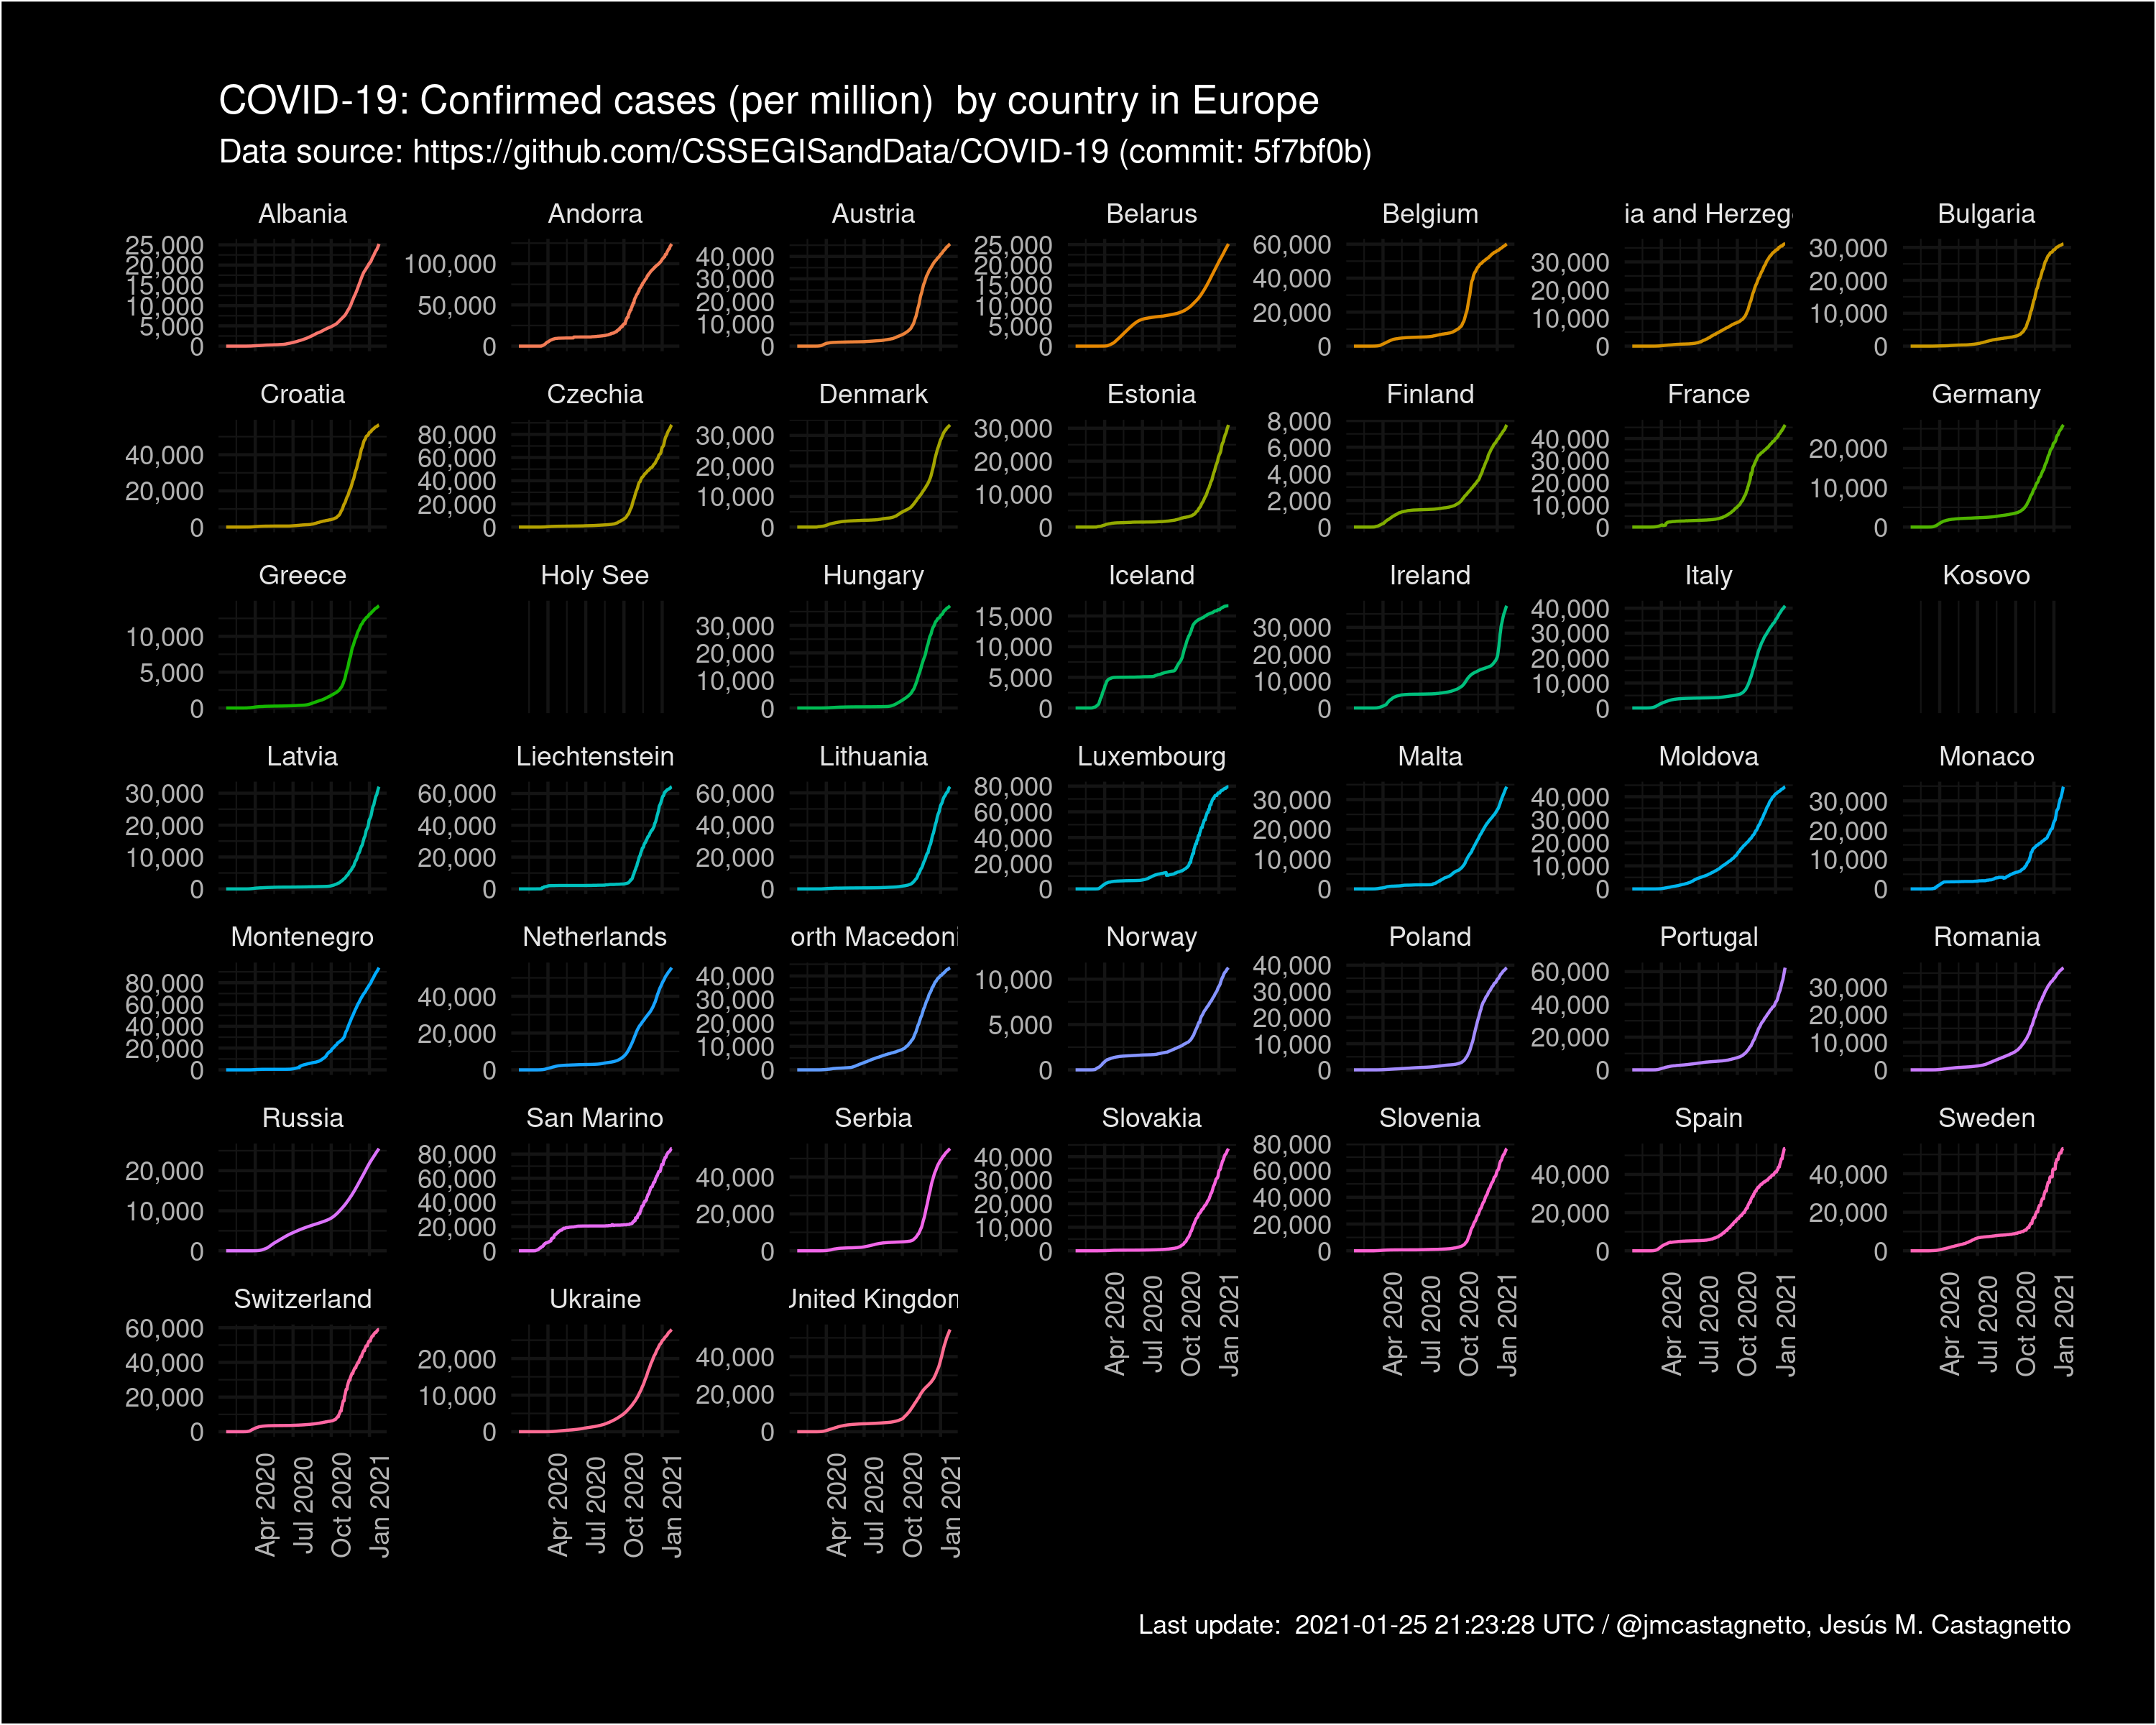 COVID-19: Confirmed cases (per million)  by country in Europe
Data source: https://github.com/CSSEGISandData/COVID-19 (commit: 5f7bf0b)
Albania
25,000
20,000
15,000
10,000
5,000
0
Andorra
100,000
50,000
0
Austria
40,000
30,000
20,000
10,000
0
Belarus
25,000
20,000
15,000
10,000
5,000
0
Belgium
60,000
40,000
20,000
0
ia and Herzeg
30,000
20,000
10,000
0
Bulgaria
30,000
20,000
10,000
0
Croatia
40,000
20,000
0
Czechia
80,000
60,000
40,000
20,000
0
Denmark
30,000
20,000
10,000
0
Estonia
30,000
20,000
10,000
0
Finland
8,000
6,000
4,000
2,000
0
France
40,000
30,000
20,000
10,000
0
Germany
20,000
10,000
0
Greece
10,000
5,000
0
Holy See
Hungary
30,000
20,000
10,000
0
Iceland
15,000
10,000
5,000
0
Ireland
30,000
20,000
10,000
0
Italy
40,000
30,000
20,000
10,000
0
Kosovo
Latvia
30,000
20,000
10,000
0
Liechtenstein
60,000
40,000
20,000
0
Lithuania
60,000
40,000
20,000
0
Luxembourg
80,000
60,000
40,000
20,000
0
Malta
30,000
20,000
10,000
0
Moldova
40,000
30,000
20,000
10,000
0
Monaco
30,000
20,000
10,000
0
Montenegro
80,000
60,000
40,000
20,000
0
Netherlands
40,000
20,000
0
orth Macedoni
40,000
30,000
20,000
10,000
0
Norway
10,000
5,000
0
Poland
40,000
30,000
20,000
10,000
0
Portugal
60,000
40,000
20,000
0
Romania
30,000
20,000
10,000
0
Russia
20,000
10,000
0
San Marino
80,000
60,000
40,000
20,000
0
Serbia
40,000
20,000
0
Slovakia
40,000
30,000
20,000
10,000
0
Apr 2020
Jul 2020
Oct 2020
Jan 2021
Slovenia
80,000
60,000
40,000
20,000
0
Apr 2020
Jul 2020
Oct 2020
Jan 2021
Spain
40,000
20,000
0
Apr 2020
Jul 2020
Oct 2020
Jan 2021
Sweden
40,000
20,000
0
Apr 2020
Jul 2020
Oct 2020
Jan 2021
Switzerland
60,000
40,000
20,000
0
Apr 2020
Jul 2020
Oct 2020
Jan 2021
Ukraine
20,000
10,000
0
Apr 2020
Jul 2020
Oct 2020
Jan 2021
United Kingdon
40,000
20,000
0
Apr 2020
Jul 2020
Oct 2020
Jan 2021
Last update:  2021-01-25 21:23:28 UTC / @jmcastagnetto, Jesús M. Castagnetto